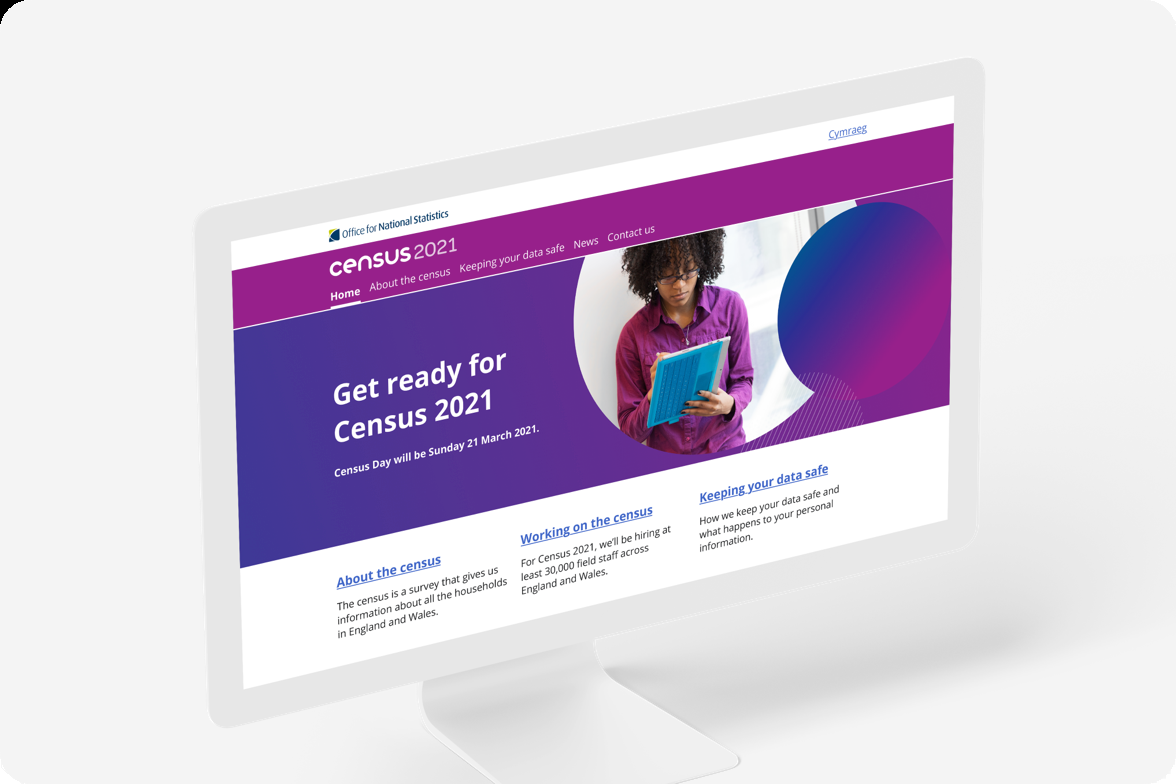 Cymraeg
Office for National Statistics
census 2021
Home About the census Keeping your data safe News Contact us
Get ready for
Census 2021
Census Day will be Sunday 21 March 2021.
About the census
The census is a survey that gives us
information about all the households
in England and Wales.
Working on the census
For Census 2021, we'll be hiring at
least 30,000 field staff across
England and Wales.
Keeping your data safe
How we keep your data safe and
what happens to your personal
information.